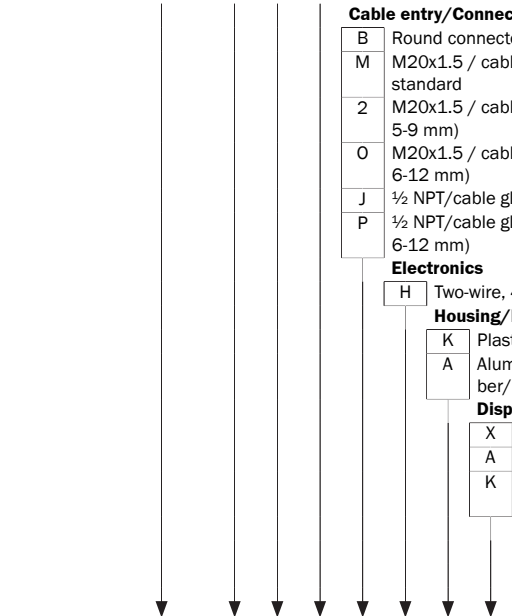 Cable entry/Connec
B Round connecto
M M20x1.5 / cabl
standard
2 M20x1.5 / cabl
5-9 mm)
0 M20x1.5 / cabl
6-12 mm)
J ½ NPT/cable gl
P ½ NPT/cable gl
6-12 mm)
Electronics
H Two-wire, 4
Housing/
K Plast
A Alum
ber/
Disp
X
A
K